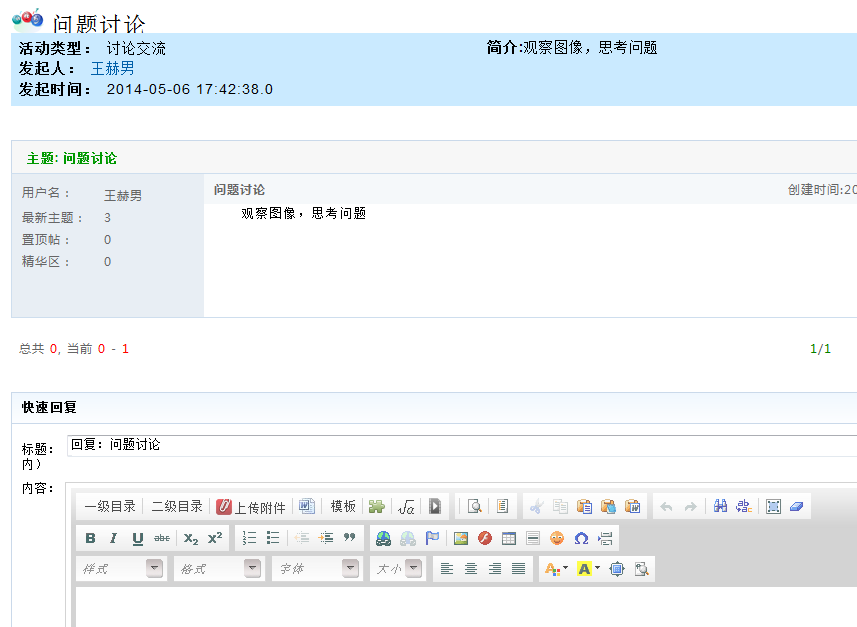 问题讨论
活动类型： 讨论交流 简介:观察图像，思考问题
发起人： 王赫男
发起时间： 2014-05-06 17:42:38.0
主题: 问题讨论
用户名： 王赫男
最新主题： 3
置顶帖： 0
精华区： 0
问题讨论 创建时间:20
观察图像，思考问题
总共 0, 当前 0 - 1 1/1
快速回复
标题: 回复：问题讨论
内）
内容:
一级目录 二级目录 上传附件 模板
B I U abc X₂ X²
样式 格式 字体 大小 A A